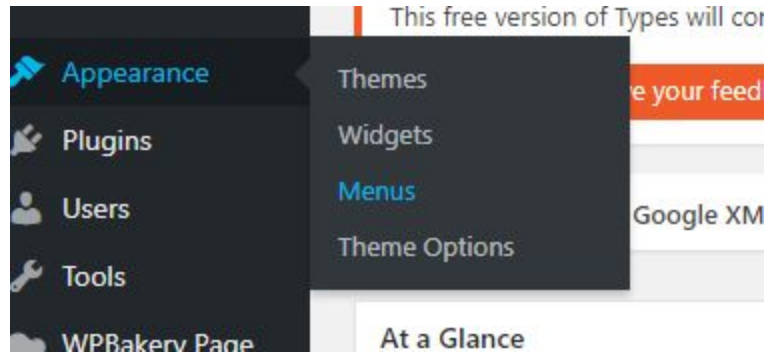 This free version of Types will cor
Appearance
Themes
e your feed
Plugins
Widgets
Menus
Users
Google XM
Theme Options
Tools
WPBakery Page
At a Glance